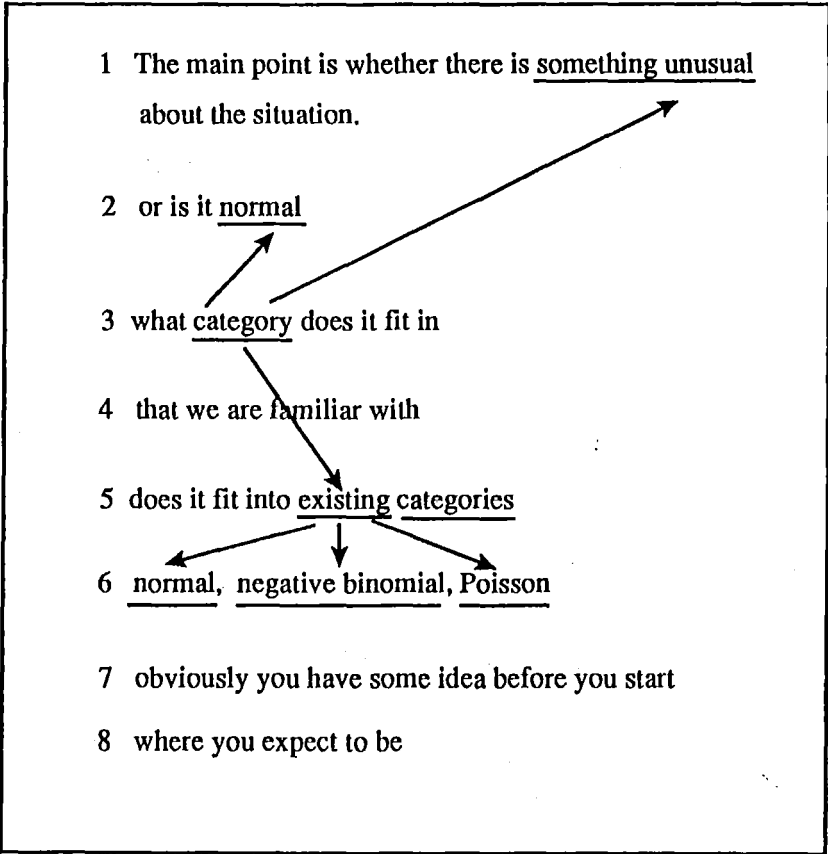 1 The main point is whether there is something unusual
about the situation.
2 or is it normal
3 what category does it fit in
4 that we are familiar with
5 does it fit into existing categories
6 normal, negative binomial, Poisson
7 obviously you have some idea before you start
8 where you expect to be